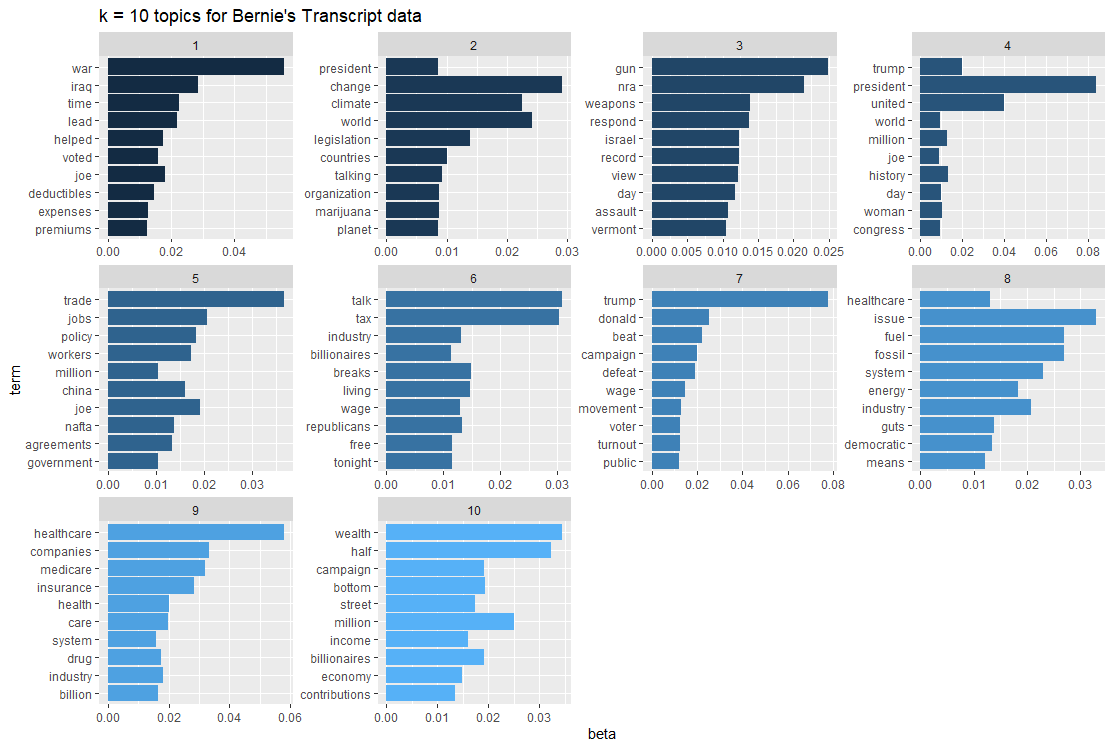 k = 10 topics for Bernie's Transcript data
1
war
iraq
time
lead
helped
voted
joe
deductibles
expenses
premiums
0.00 0.02 0.04
2
president
change
climate
world
legislation
countries
talking
organization
marijuana
planet
0.00 0.01 0.02 0.03
3
gun
nra
weapons
respond
israel
record
view
day
assault
vermont
0.000 0.005 0.010 0.015 0.020 0.025
4
trump
president
united
world
million
joe
history
day
woman
congress
0.00 0.02 0.04 0.06 0.08
5
trade
jobs
policy
workers
million
china
joe
nafta
agreements
government
0.00 0.01 0.02 0.03
6
talk
tax
industry
billionaires
breaks
living
wage
republicans
free
tonight
0.00 0.01 0.02 0.03
7
trump
donald
beat
campaign
defeat
wage
movement
voter
turnout
public
0.00 0.02 0.04 0.06 0.08
8
healthcare
issue
fuel
fossil
system
energy
industry
guts
democratic
means
0.00 0.01 0.02 0.03
9
healthcare
companies
medicare
insurance
health
care
system
drug
industry
billion
0.00 0.02 0.04 0.06
10
wealth
half
campaign
bottom
street
million
income
billionaires
economy
contributions
0.00 0.01 0.02 0.03
term
beta